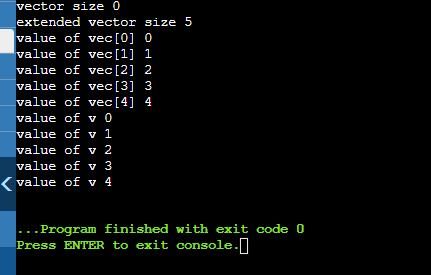 vector size 0
extended vector size 5
value of vec[0] 0
value of vec[1] 1
value of vec[2] 2
value of vec[3] 3
value of vec[4] 4
value of v 0
value of v 1
value of v 2
value of v 3
value of v 4
...Program finished with exit code 0
Press ENTER to exit console.